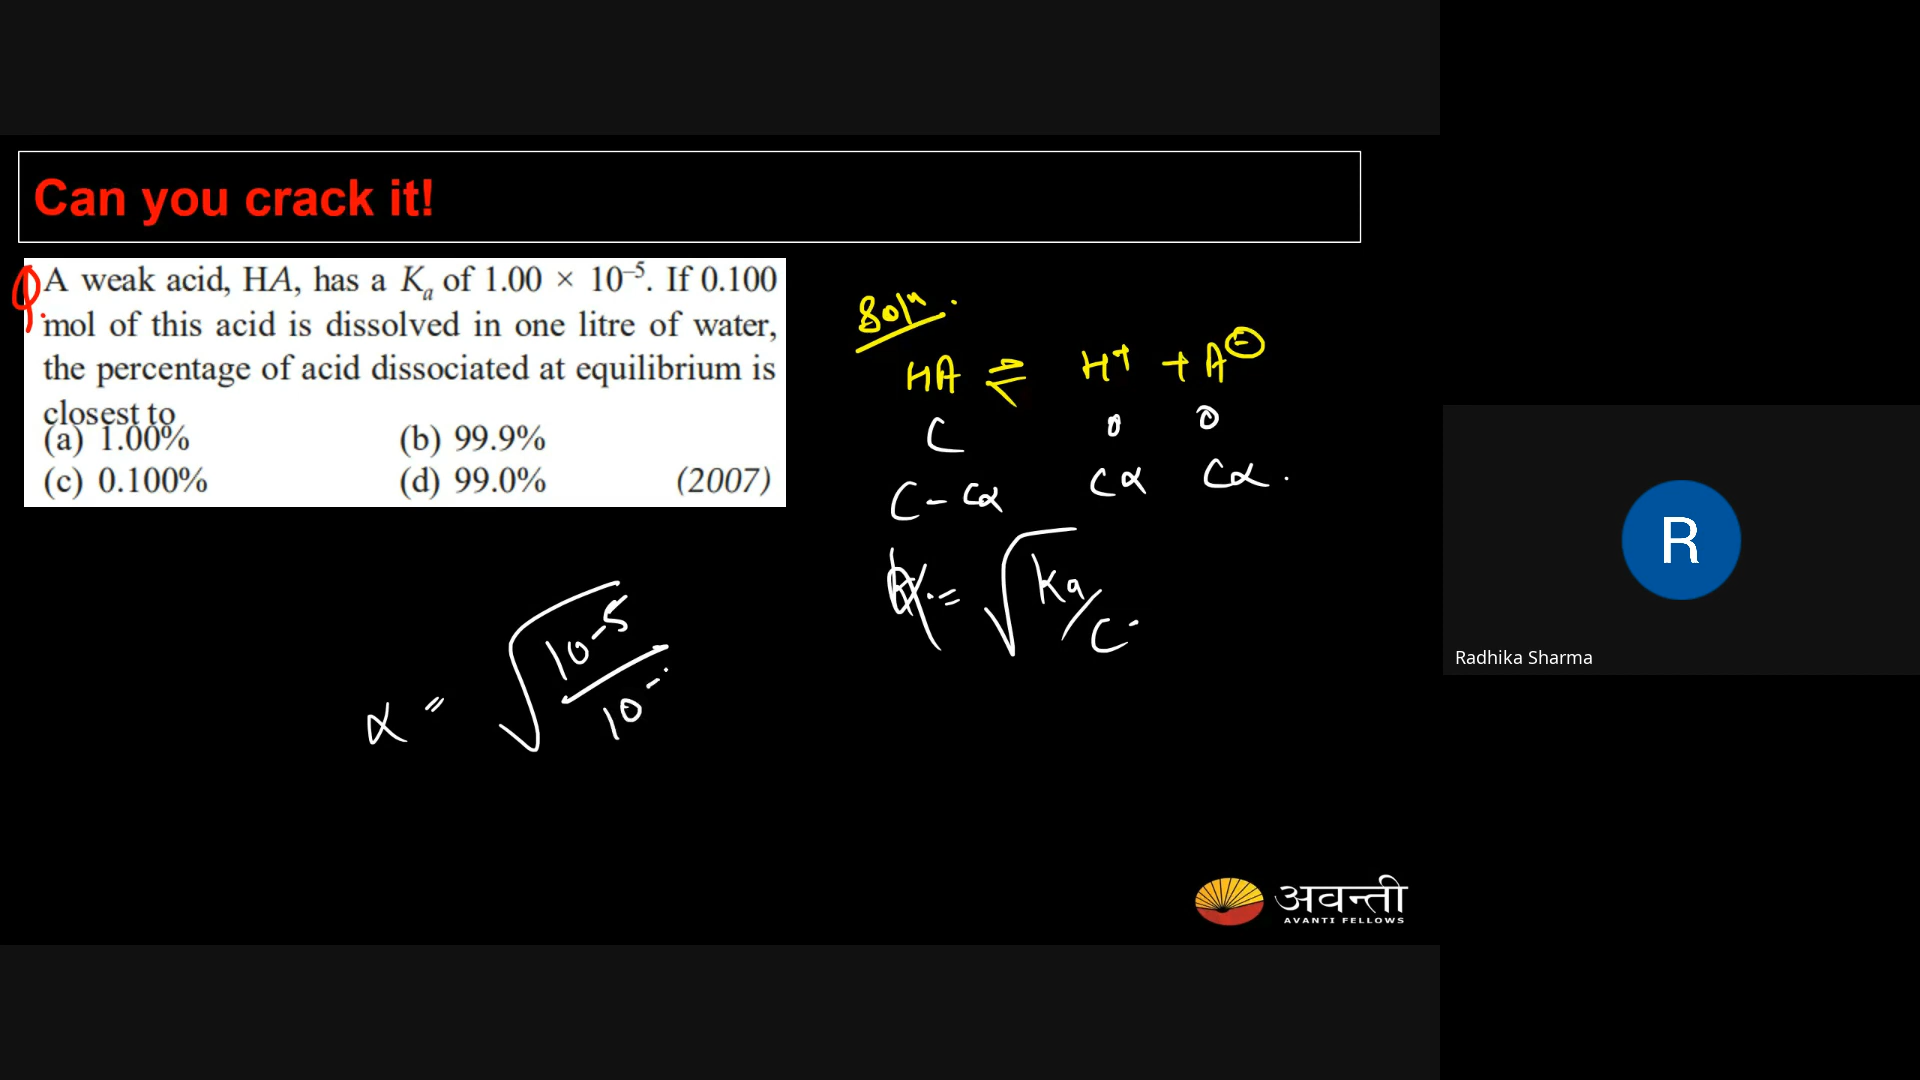 Can you crack it!
Q. A weak acid, HA, has a Kₐ of 1.00 × 10⁻⁵. If 0.100
mol of this acid is dissolved in one litre of water,
the percentage of acid dissociated at equilibrium is
closest to
(a) 1.00% (b) 99.9%
(c) 0.100% (d) 99.0% (2007)
Soln.
HA ⇌ H⁺ + A⊖
C 0 0
C - Cα Cα Cα.
α = √Ka/C
α = √10⁻⁵/10⁻
Radhika Sharma
R
अवन्ती
AVANTI FELLOWS